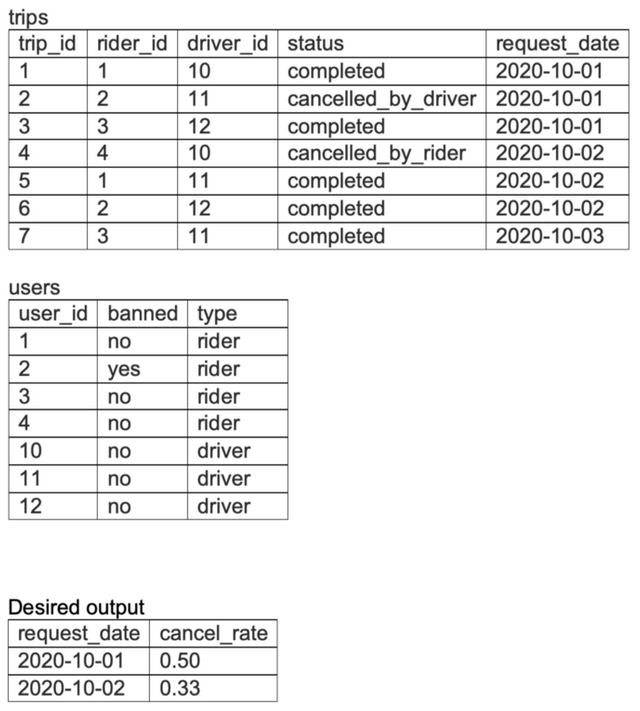 trips
trip_id rider_id driver_id status request_date
1 1 10 completed 2020-10-01
2 2 11 cancelled_by_driver 2020-10-01
3 3 12 completed 2020-10-01
4 4 10 cancelled_by_rider 2020-10-02
5 1 11 completed 2020-10-02
6 2 12 completed 2020-10-02
7 3 11 completed 2020-10-03
users
user_id banned type
1 no rider
2 yes rider
3 no rider
4 no rider
10 no driver
11 no driver
12 no driver
Desired output
request_date cancel_rate
2020-10-01 0.50
2020-10-02 0.33